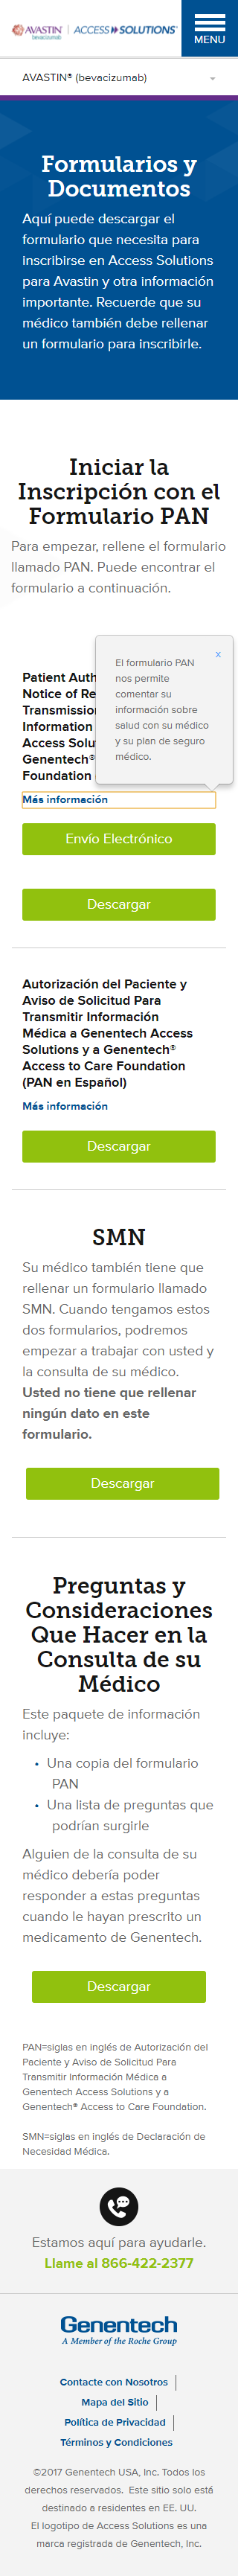 AVASTIN
bevacizumab
ACCESS SOLUTIONS®
MENU
AVASTIN® (bevacizumab)
Formularios y
Documentos
Aquí puede descargar el
formulario que necesita para
inscribirse en Access Solutions
para Avastin y otra información
importante. Recuerde que su
médico también debe rellenar
un formulario para inscribirle.
Iniciar la
Inscripción con el
Formulario PAN
Para empezar, rellene el formulario
llamado PAN. Puede encontrar el
formulario a continuación.
x
El formulario PAN
nos permite
comentar su
información sobre
salud con su médico
y su plan de seguro
médico.
Patient Auth
Notice of Re
Transmission
Information
Access Solu
Genentech®
Foundation
Más información
Envío Electrónico
Descargar
Autorización del Paciente y
Aviso de Solicitud Para
Transmitir Información
Médica a Genentech Access
Solutions y a Genentech®
Access to Care Foundation
(PAN en Español)
Más información
Descargar
SMN
Su médico también tiene que
rellenar un formulario llamado
SMN. Cuando tengamos estos
dos formularios, podremos
empezar a trabajar con usted y
la consulta de su médico.
Usted no tiene que rellenar
ningún dato en este
formulario.
Descargar
Preguntas y
Consideraciones
Que Hacer en la
Consulta de su
Médico
Este paquete de información
incluye:
• Una copia del formulario
PAN
• Una lista de preguntas que
podrían surgirle
Alguien de la consulta de su
médico debería poder
responder a estas preguntas
cuando le hayan prescrito un
medicamento de Genentech.
Descargar
PAN=siglas en inglés de Autorización del
Paciente y Aviso de Solicitud Para
Transmitir Información Médica a
Genentech Access Solutions y a
Genentech® Access to Care Foundation.
SMN=siglas en inglés de Declaración de
Necesidad Médica.
Estamos aquí para ayudarle.
Llame al 866-422-2377
Genentech
A Member of the Roche Group
Contacte con Nosotros
Mapa del Sitio
Política de Privacidad
Términos y Condiciones
©2017 Genentech USA, Inc. Todos los
derechos reservados. Este sitio solo está
destinado a residentes en EE. UU.
El logotipo de Access Solutions es una
marca registrada de Genentech, Inc.